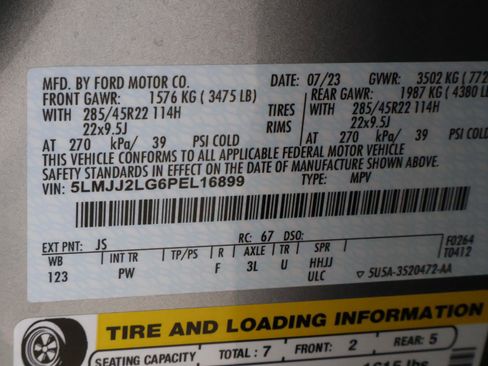 MFD. BY FORD MOTOR CO. DATE: 07/23 GVWR: 3502 KG (772
FRONT GAWR: 1576 KG (3475 LB) REAR GAWR: 1987 KG (4380 LB
WITH 285/45R22 114H TIRES WITH 285/45R22 114H
22x9.5J RIMS 22x9.5J
AT 270 kPa/ 39 PSI COLD AT 270 kPa/ 39 PSI COLD
THIS VEHICLE CONFORMS TO ALL APPLICABLE FEDERAL MOTOR VEHICLE
SAFETY STANDARDS IN EFFECT ON THE DATE OF MANUFACTURE SHOWN ABOVE.
VIN: 5LMJJ2LG6PEL16899 TYPE: MPV
EXT PNT: JS RC: 67 DSO: F0264
WB INT TR TP/PS R AXLE TR SPR T0412
123 PW F 3L U HHJJ
ULC ▽ 5U5A-3520472-AA
TIRE AND LOADING INFORMATION
SEATING CAPACITY TOTAL : 7 FRONT: 2 REAR: 5